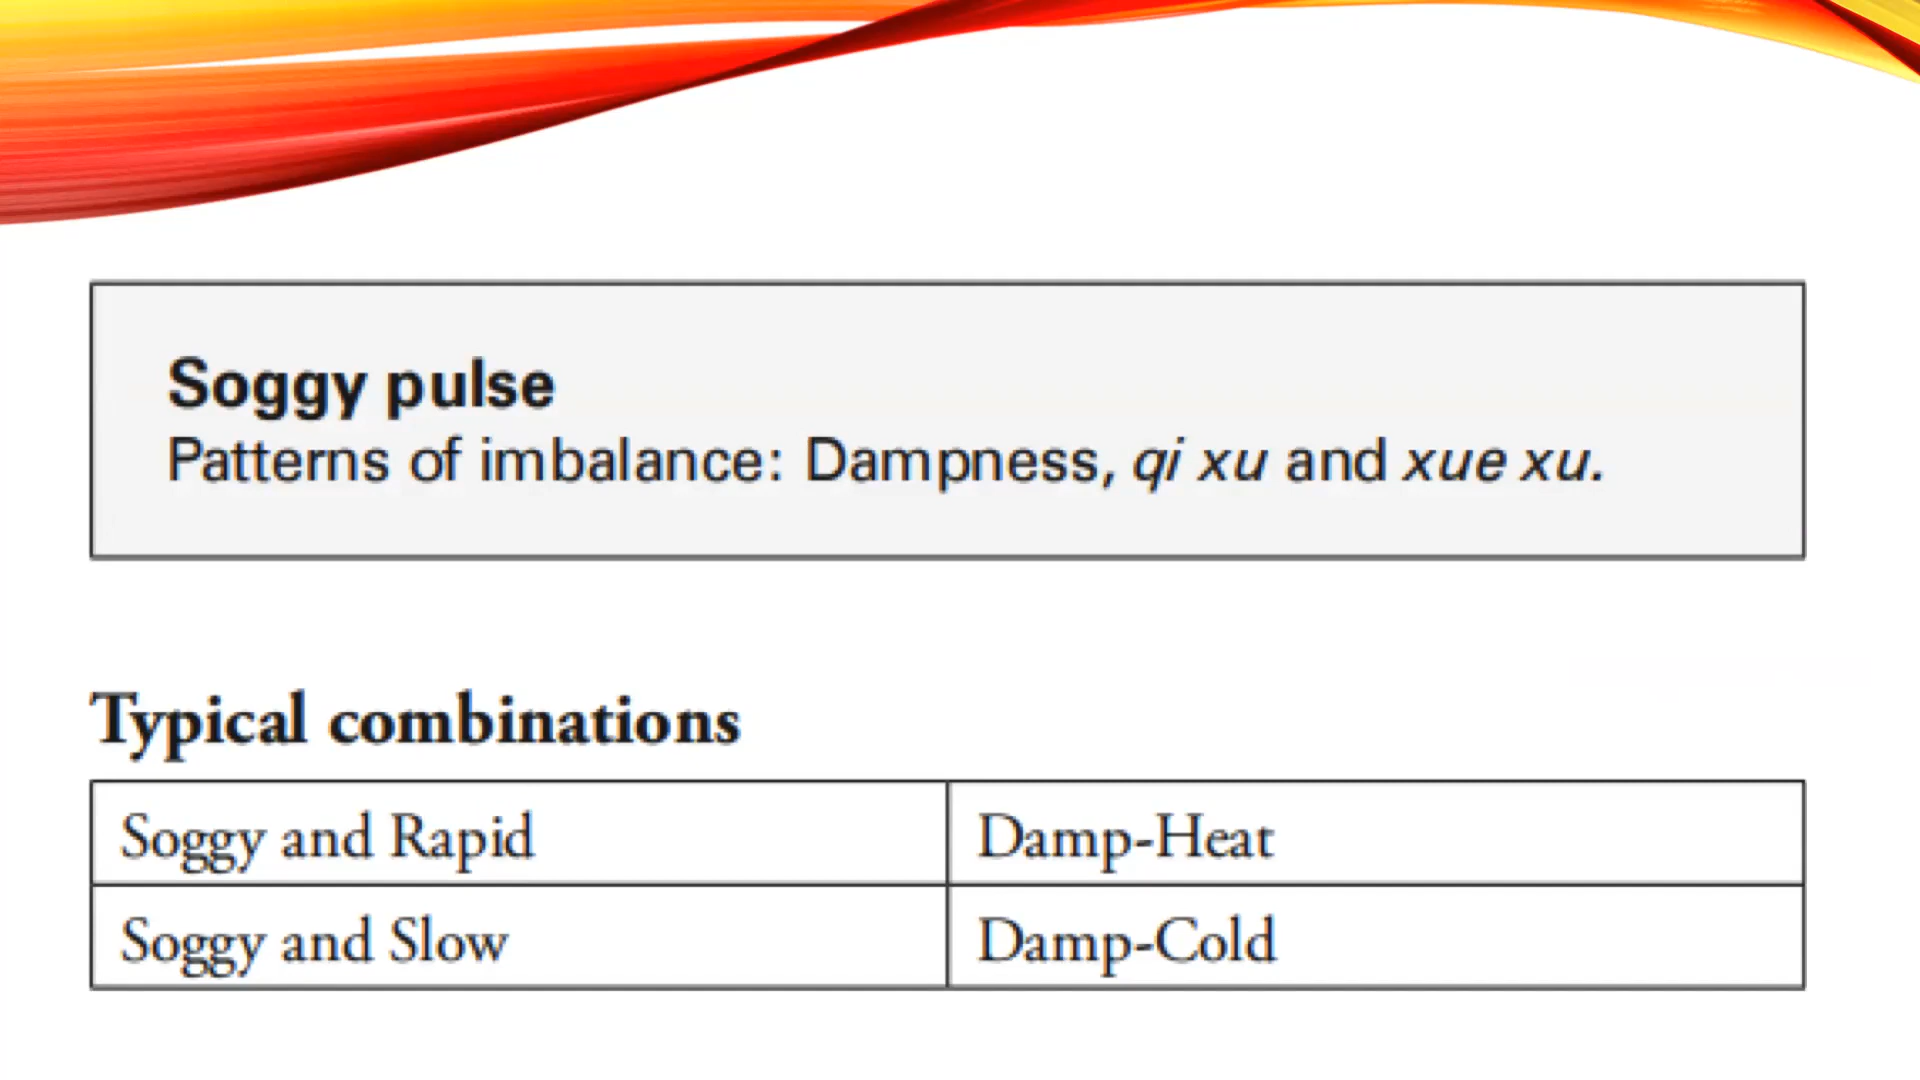 Soggy pulse
Patterns of imbalance: Dampness, qi xu and xue xu.
Typical combinations
Soggy and Rapid
Damp-Heat
Soggy and Slow
Damp-Cold